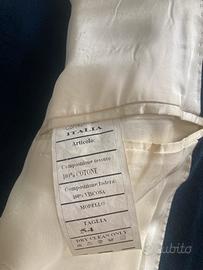 ITALIA
Articolo:
Composizione tessuto
100% COTONE
Composizione fodera:
100% VISCOSA
MODELLO
TAGLIA
54
DRY CLEAN ONLY
subito